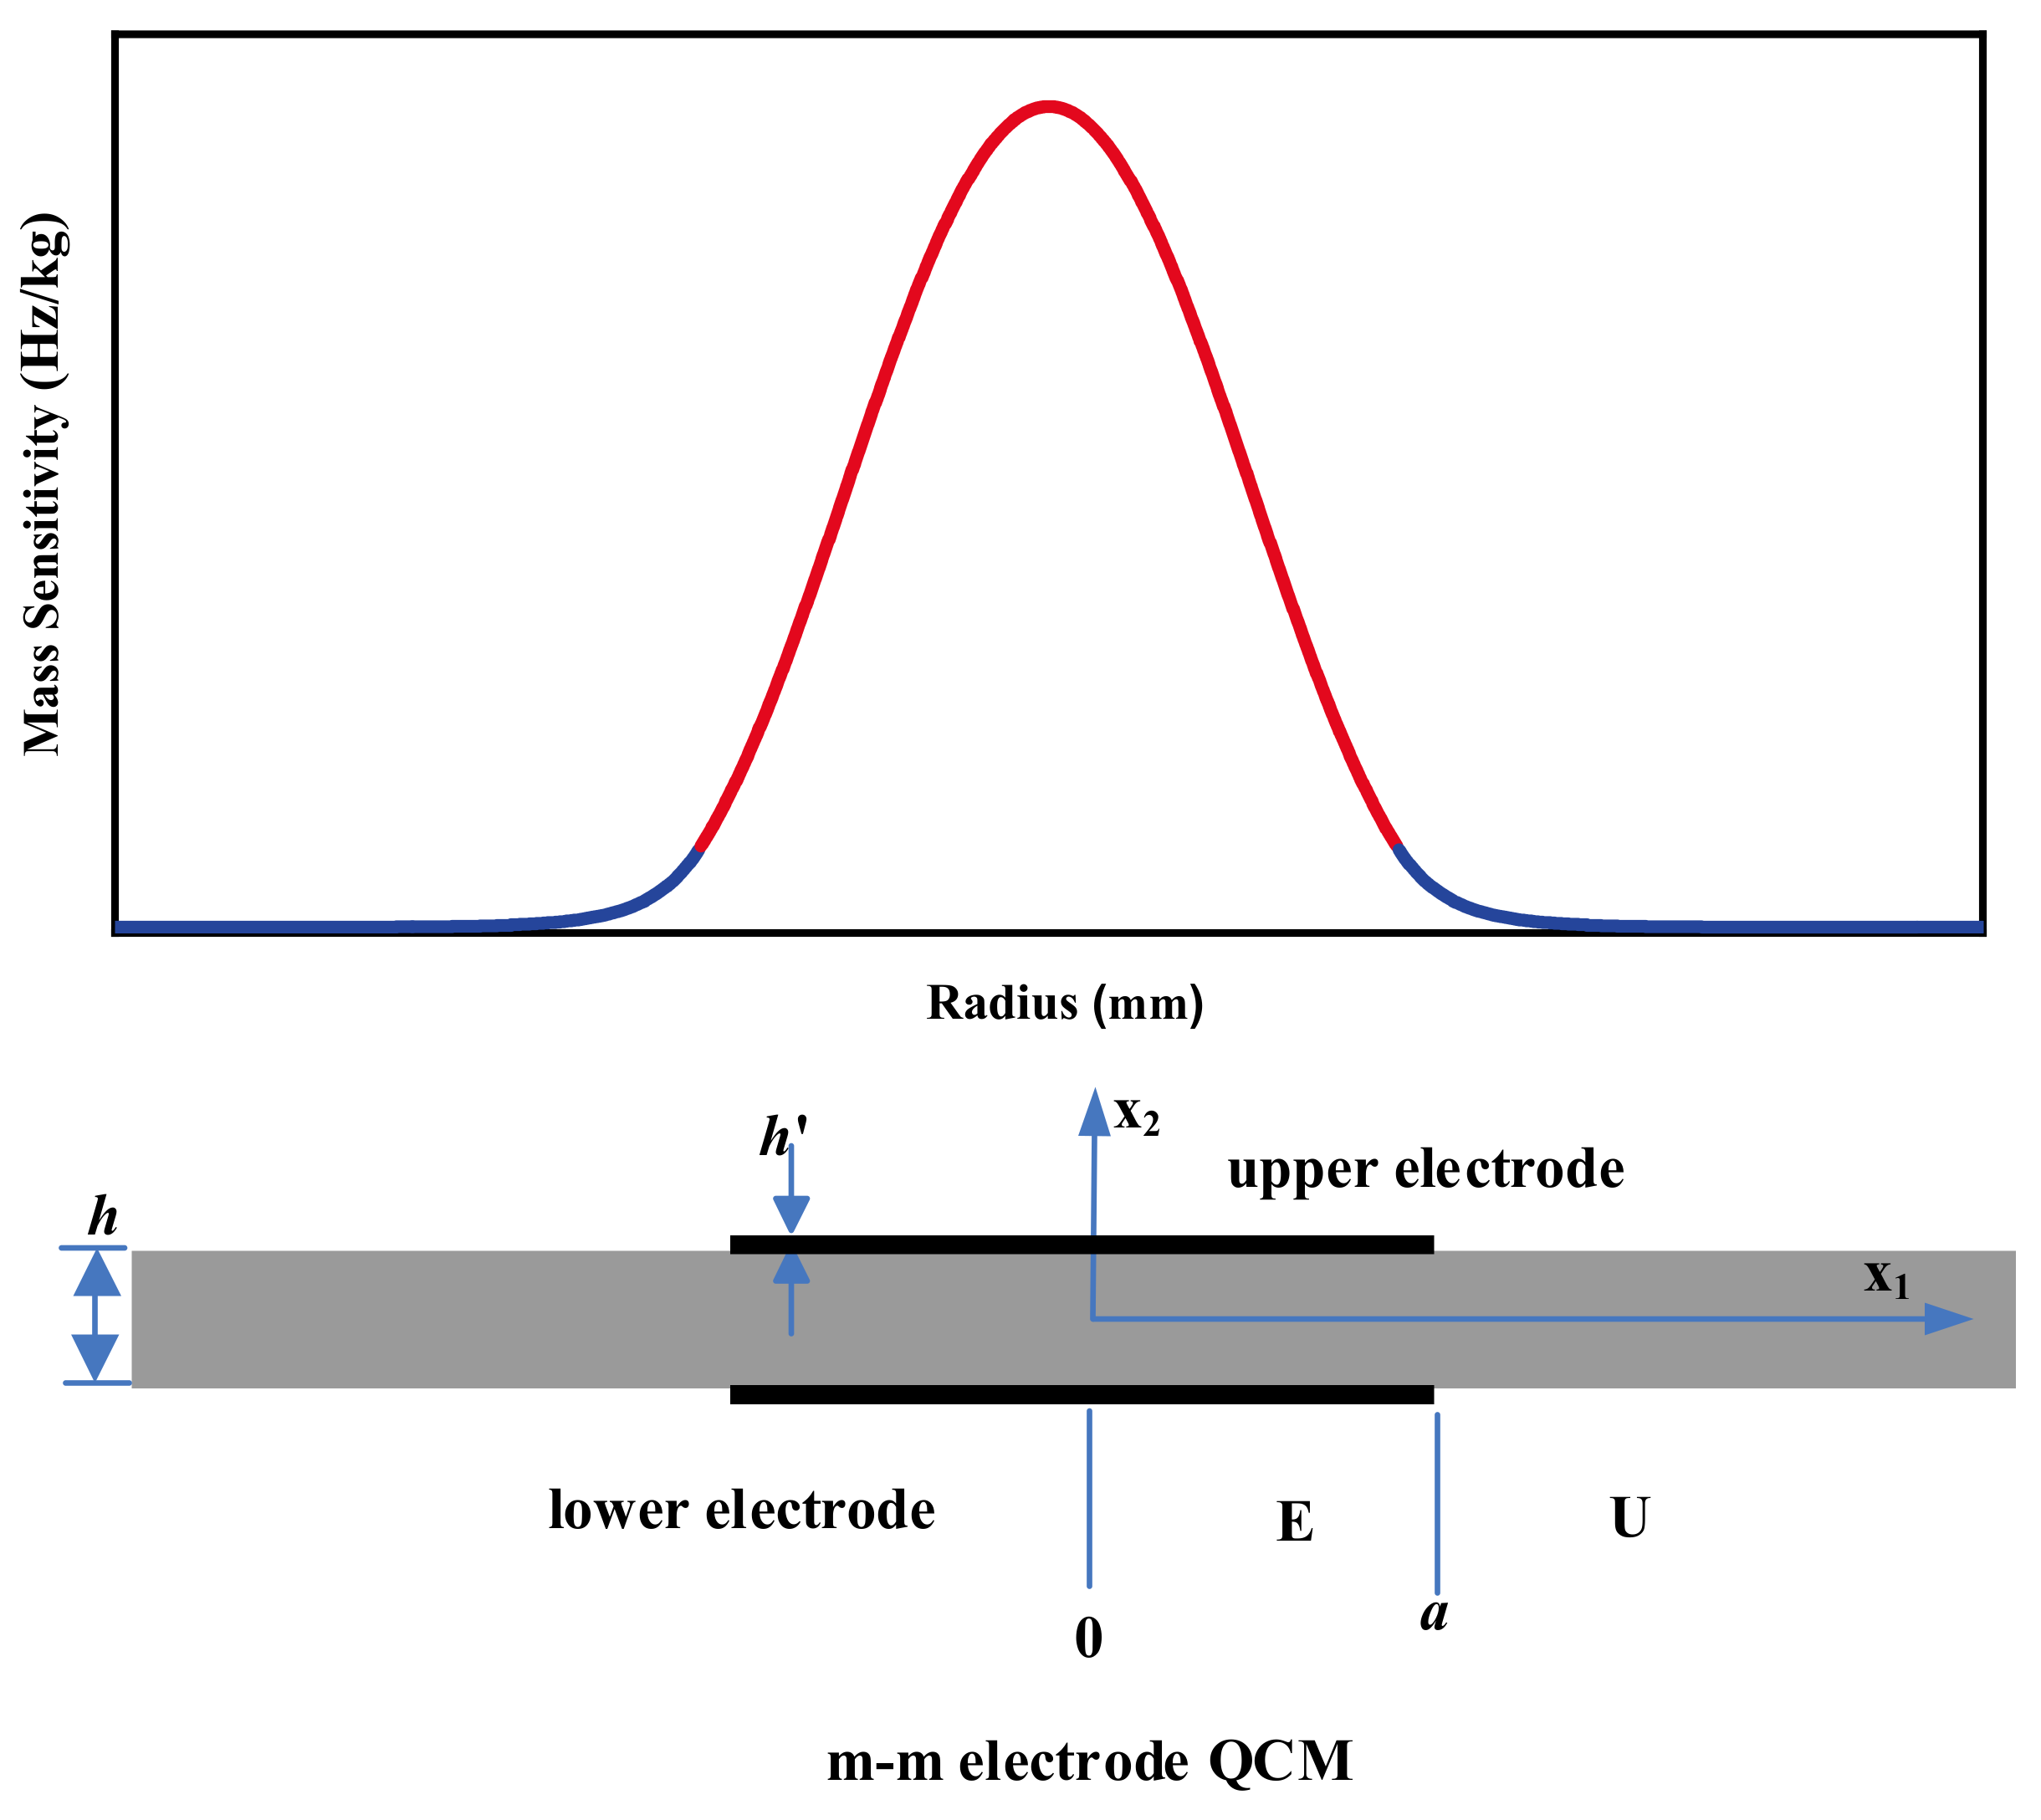 Mass Sensitivity (Hz/kg)
Radius (mm)
x2
h'
upper electrode
h
x1
lower electrode
E
U
0
a
m-m electrode QCM